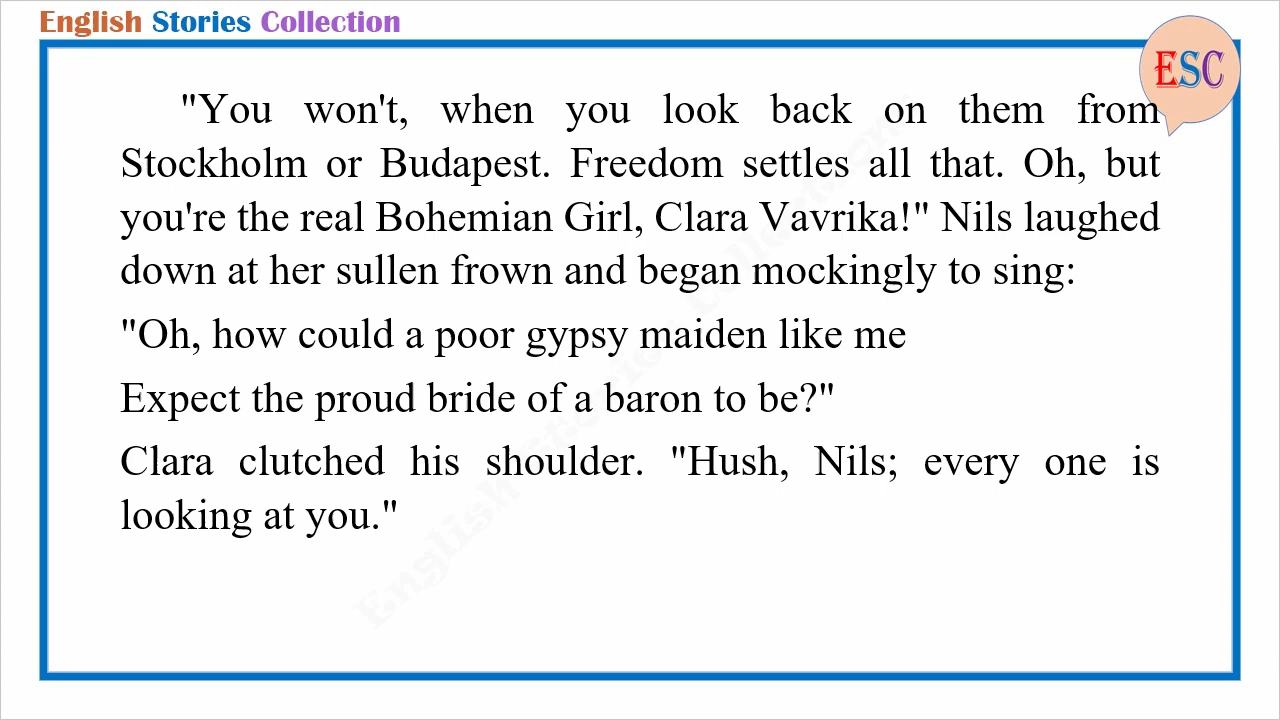 English Stories Collection
ESC
"You won't, when you look back on them from
Stockholm or Budapest. Freedom settles all that. Oh, but
you're the real Bohemian Girl, Clara Vavrika!" Nils laughed
down at her sullen frown and began mockingly to sing:
"Oh, how could a poor gypsy maiden like me
Expect the proud bride of a baron to be?"
Clara clutched his shoulder. "Hush, Nils; every one is
looking at you."
English Stories Collection